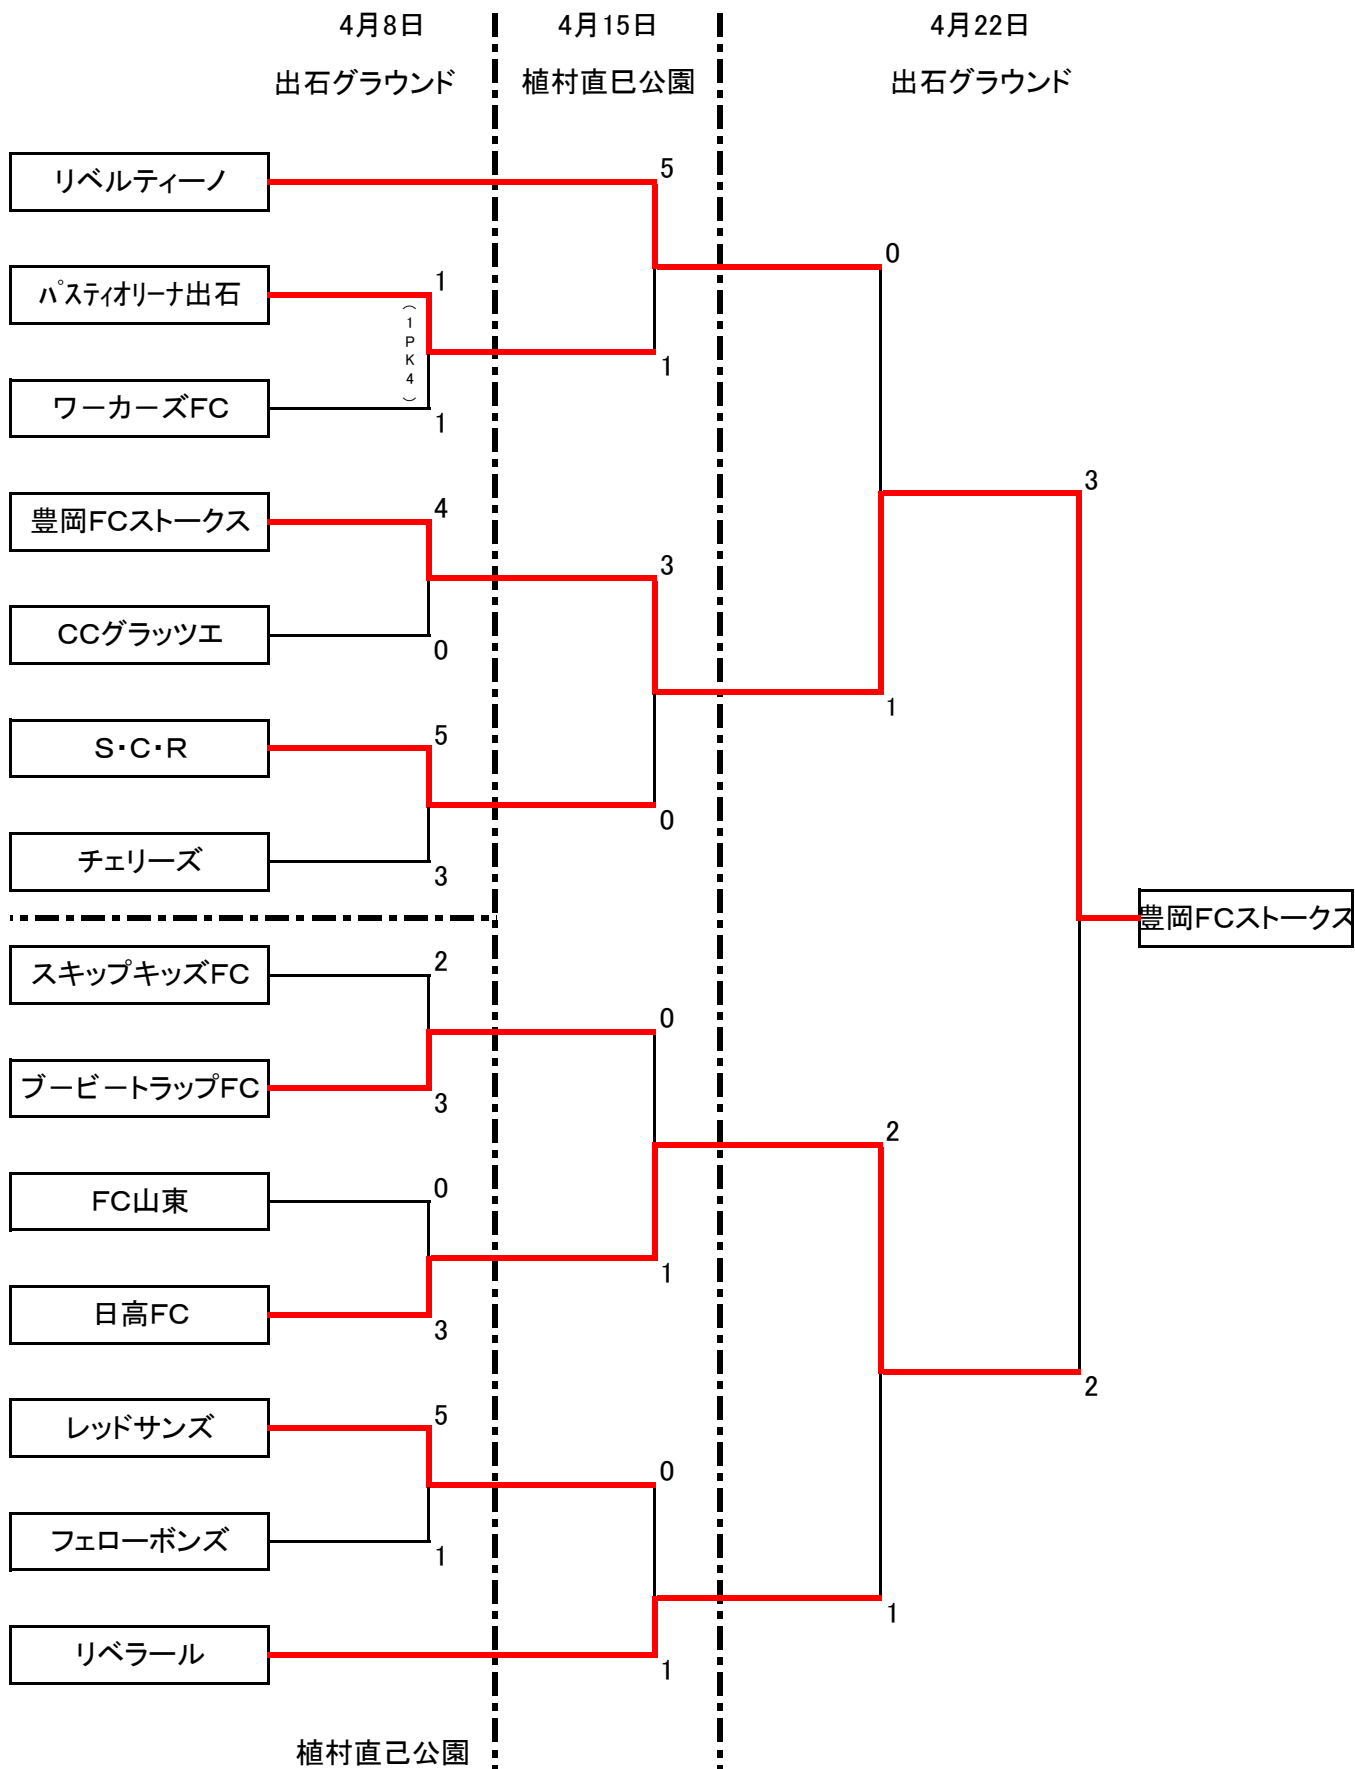 4月8日
4月15日
4月22日
出石グラウンド
植村直巳公園
出石グラウンド
リベルティーノ
5
0
パスティオリーナ出石
1
(1PK4)
1
ワーカーズFC
1
3
豊岡FCストークス
4
3
CCグラッツエ
0
1
S・C・R
5
0
チェリーズ
3
豊岡FCストークス
スキップキッズFC
2
0
ブービートラップFC
3
2
FC山東
0
1
日高FC
3
2
レッドサンズ
5
0
フェローボンズ
1
1
リベラール
1
植村直己公園